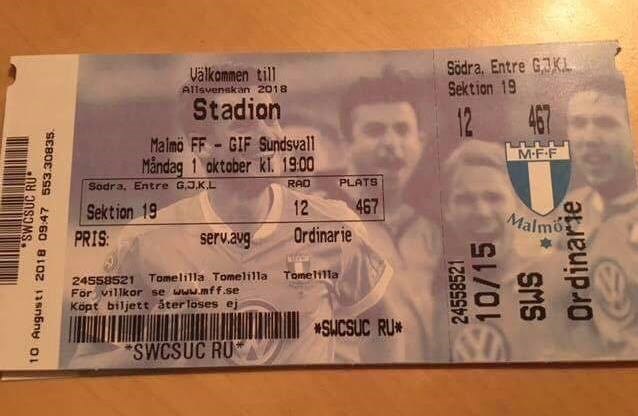 Välkommen till
Allsvenskan 2018
Stadion
Malmö FF - GIF Sundsvall
Måndag 1 oktober kl. 19:00
Södra, Entre G,J,K,L RAD PLATS
Sektion 19 12 467
PRIS: serv.avg Ordinarie
24558521 Tomelilla Tomelilla Tomelilla
För villkor se www.mff.se
Köpt biljett återlöses ej
*SWCSUC RU*
*SWCSUC RU*
*SWCSUC RU*
10 Augusti 2018 09:47 553.30835.
Södra, Entre G,J,K,L
Sektion 19
12 467
M-F-F
Malmö
24558521
10/15
SWS
Ordinarie